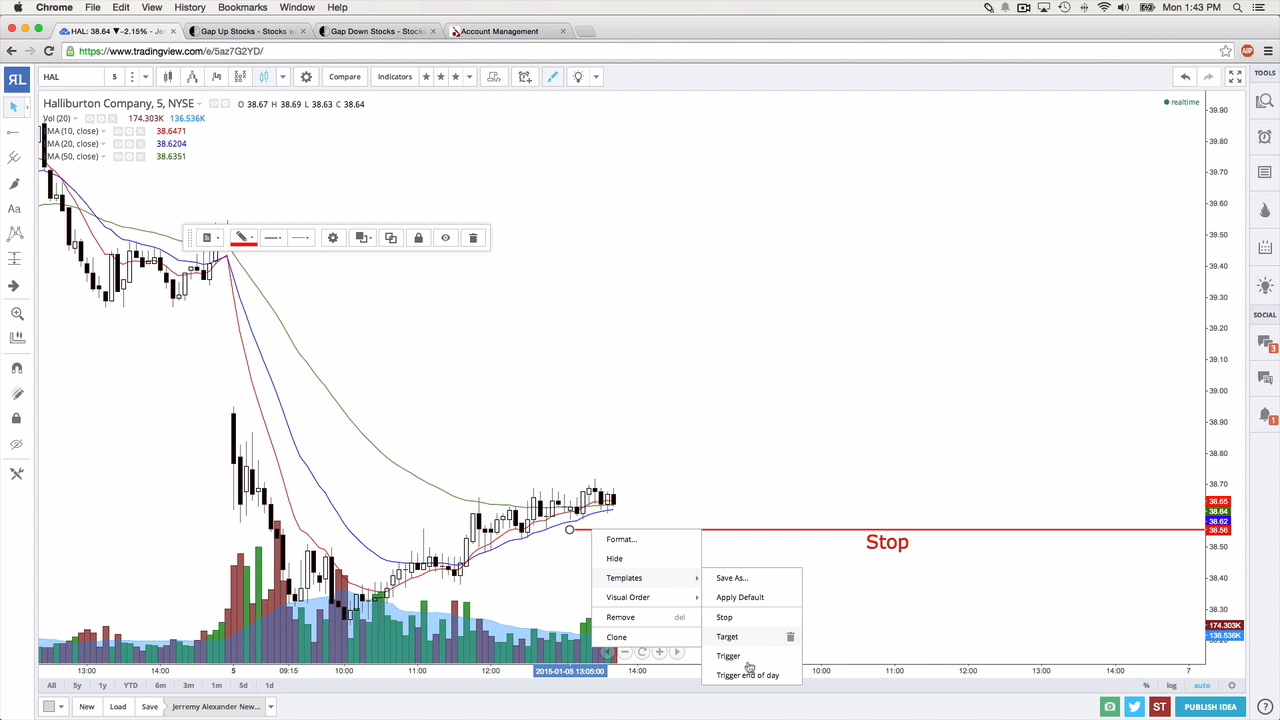 Chrome File Edit View History Bookmarks Window Help Mon 1:43 PM
HAL: 38.64 ▼−2.15% - Jer Gap Up Stocks - Stocks w Gap Down Stocks - Stocks Account Management
https://www.tradingview.com/e/5az7G2YD/
HAL 5 Compare Indicators TOOLS
Halliburton Company, 5, NYSE O 38.67 H 38.69 L 38.63 C 38.64 realtime
Vol (20) 174.303K 136.536K
MA (10, close) 38.6471
MA (20, close) 38.6204
MA (50, close) 38.6351
Aa
39.90
39.80
39.70
39.60
39.50
39.40
39.30
39.20
39.10
39.00
38.90
38.80
38.70
38.65
38.64
38.62
38.56
38.50
38.40
38.30
174.303K
136.536K
SOCIAL
3
1
Stop
Format...
Hide
Templates
Visual Order
Remove del
Clone
Save As...
Apply Default
Stop
Target
Trigger
Trigger end of day
13:00 14:00 5 09:15 10:00 11:00 12:00 2015-01-05 13:05:00 14:00 10:00 11:00 12:00 13:00 14:00 7
All 5y 1y YTD 6m 3m 1m 5d 1d % log auto
New Load Save Jerremy Alexander New... ST PUBLISH IDEA